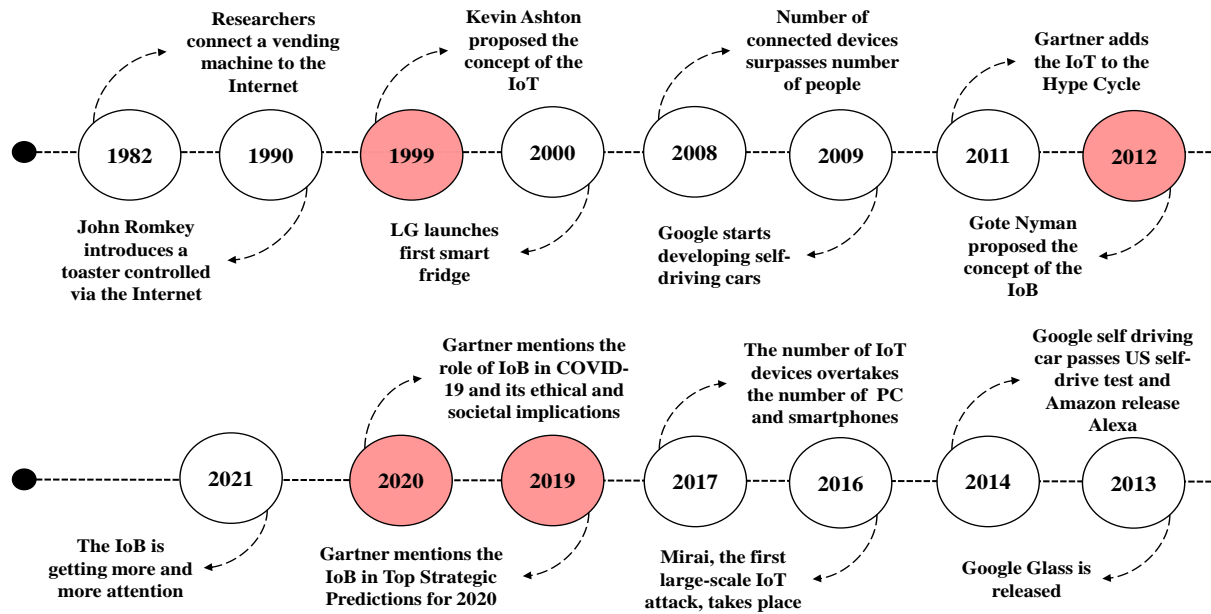 Researchers
connect a vending
machine to the
Internet
Kevin Ashton
proposed the
concept of the
IoT
Number of
connected devices
surpasses number
of people
Gartner adds
the IoT to the
Hype Cycle
1982
1990
1999
2000
2008
2009
2011
2012
John Romkey
introduces a
toaster controlled
via the Internet
LG launches
first smart
fridge
Google starts
developing self-
driving cars
Gote Nyman
proposed the
concept of the
IoB
Gartner mentions the
role of IoB in COVID-
19 and its ethical and
societal implications
The number of IoT
devices overtakes
the number of PC
and smartphones
Google self driving
car passes US self-
drive test and
Amazon release
Alexa
2021
2020
2019
2017
2016
2014
2013
The IoB is
getting more and
more attention
Gartner mentions the
IoB in Top Strategic
Predictions for 2020
Mirai, the first
large-scale IoT
attack, takes place
Google Glass is
released